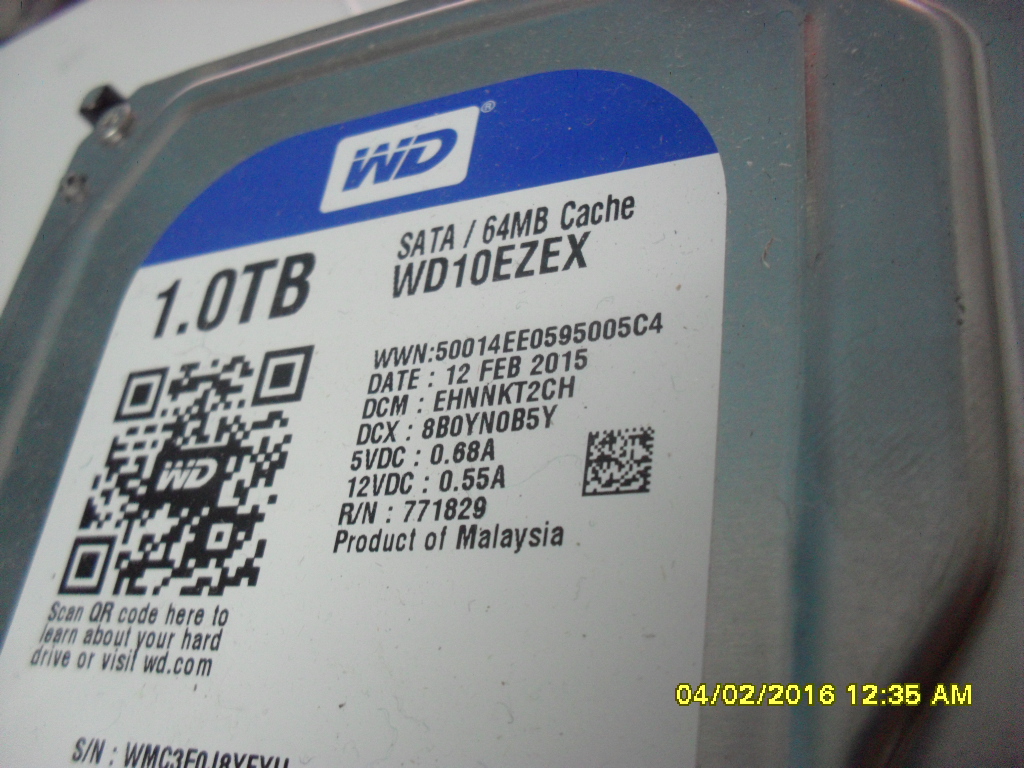 WD®
SATA / 64MB Cache
1.0TB WD10EZEX
WWN:50014EE0595005C4
DATE : 12 FEB 2015
DCM : EHNNKT2CH
DCX : 8B0YN0B5Y
5VDC : 0.68A
12VDC : 0.55A
R/N : 771829
Product of Malaysia
WD
Scan QR code here to
learn about your hard
drive or visit wd.com
S/N :
04/02/2016 12:35 AM